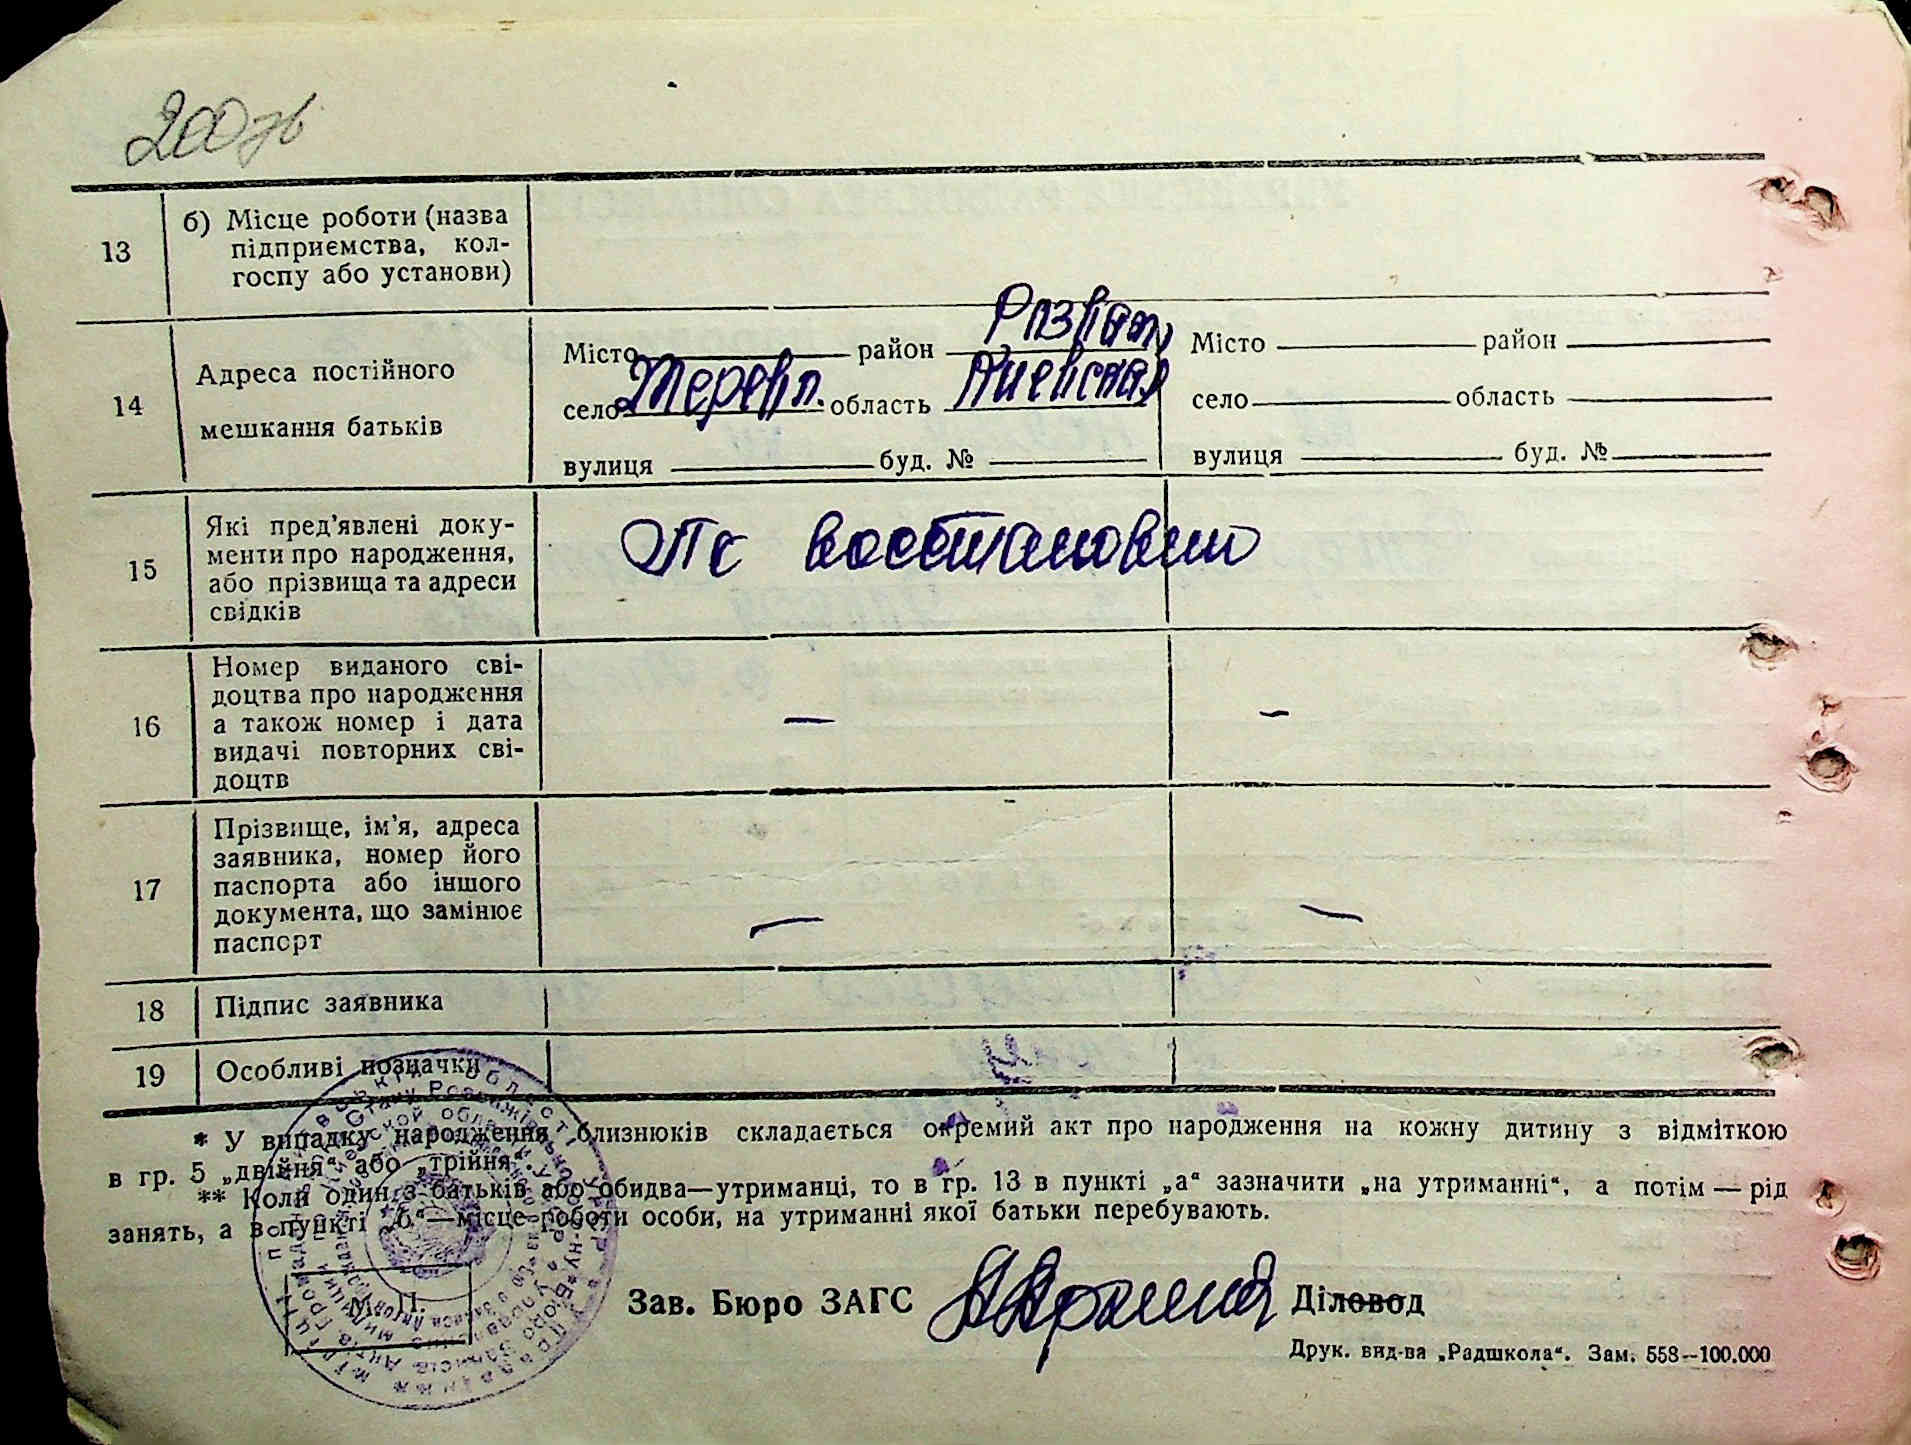 200 зв
13
б) Місце роботи (назва
підприємства, кол-
госпу або установи)
14
Адреса постійного
мешкання батьків
Місто район Розваж,
село Терехв. область Киевская
вулиця буд. №
Місто район
село область
вулиця буд. №
15
Які пред'явлені доку-
менти про народження,
або прізвища та адреси
свідків
восстановлю
16
Номер виданого сві-
доцтва про народження
а також номер і дата
видачі повторних сві-
доцтв
— —
17
Прізвище, ім'я, адреса
заявника, номер його
паспорта або іншого
документа, що замінює
паспорт
— —
18
Підпис заявника
19
Особливі позначки
* У випадку народження близнюків складається окремий акт про народження на кожну дитину з відміткою
в гр. 5 „двійня“ або „трійня“.
** Коли один з батьків або обидва—утриманці, то в гр. 13 в пункті „а“ зазначити „на утриманні“, а потім — рід
занять, а в пункті „б“—місце роботи особи, на утриманні якої батьки перебувають.
М. П.
Зав. Бюро ЗАГС Діловод
Друк. вид-ва „Радшкола“. Зам. 558—100.000